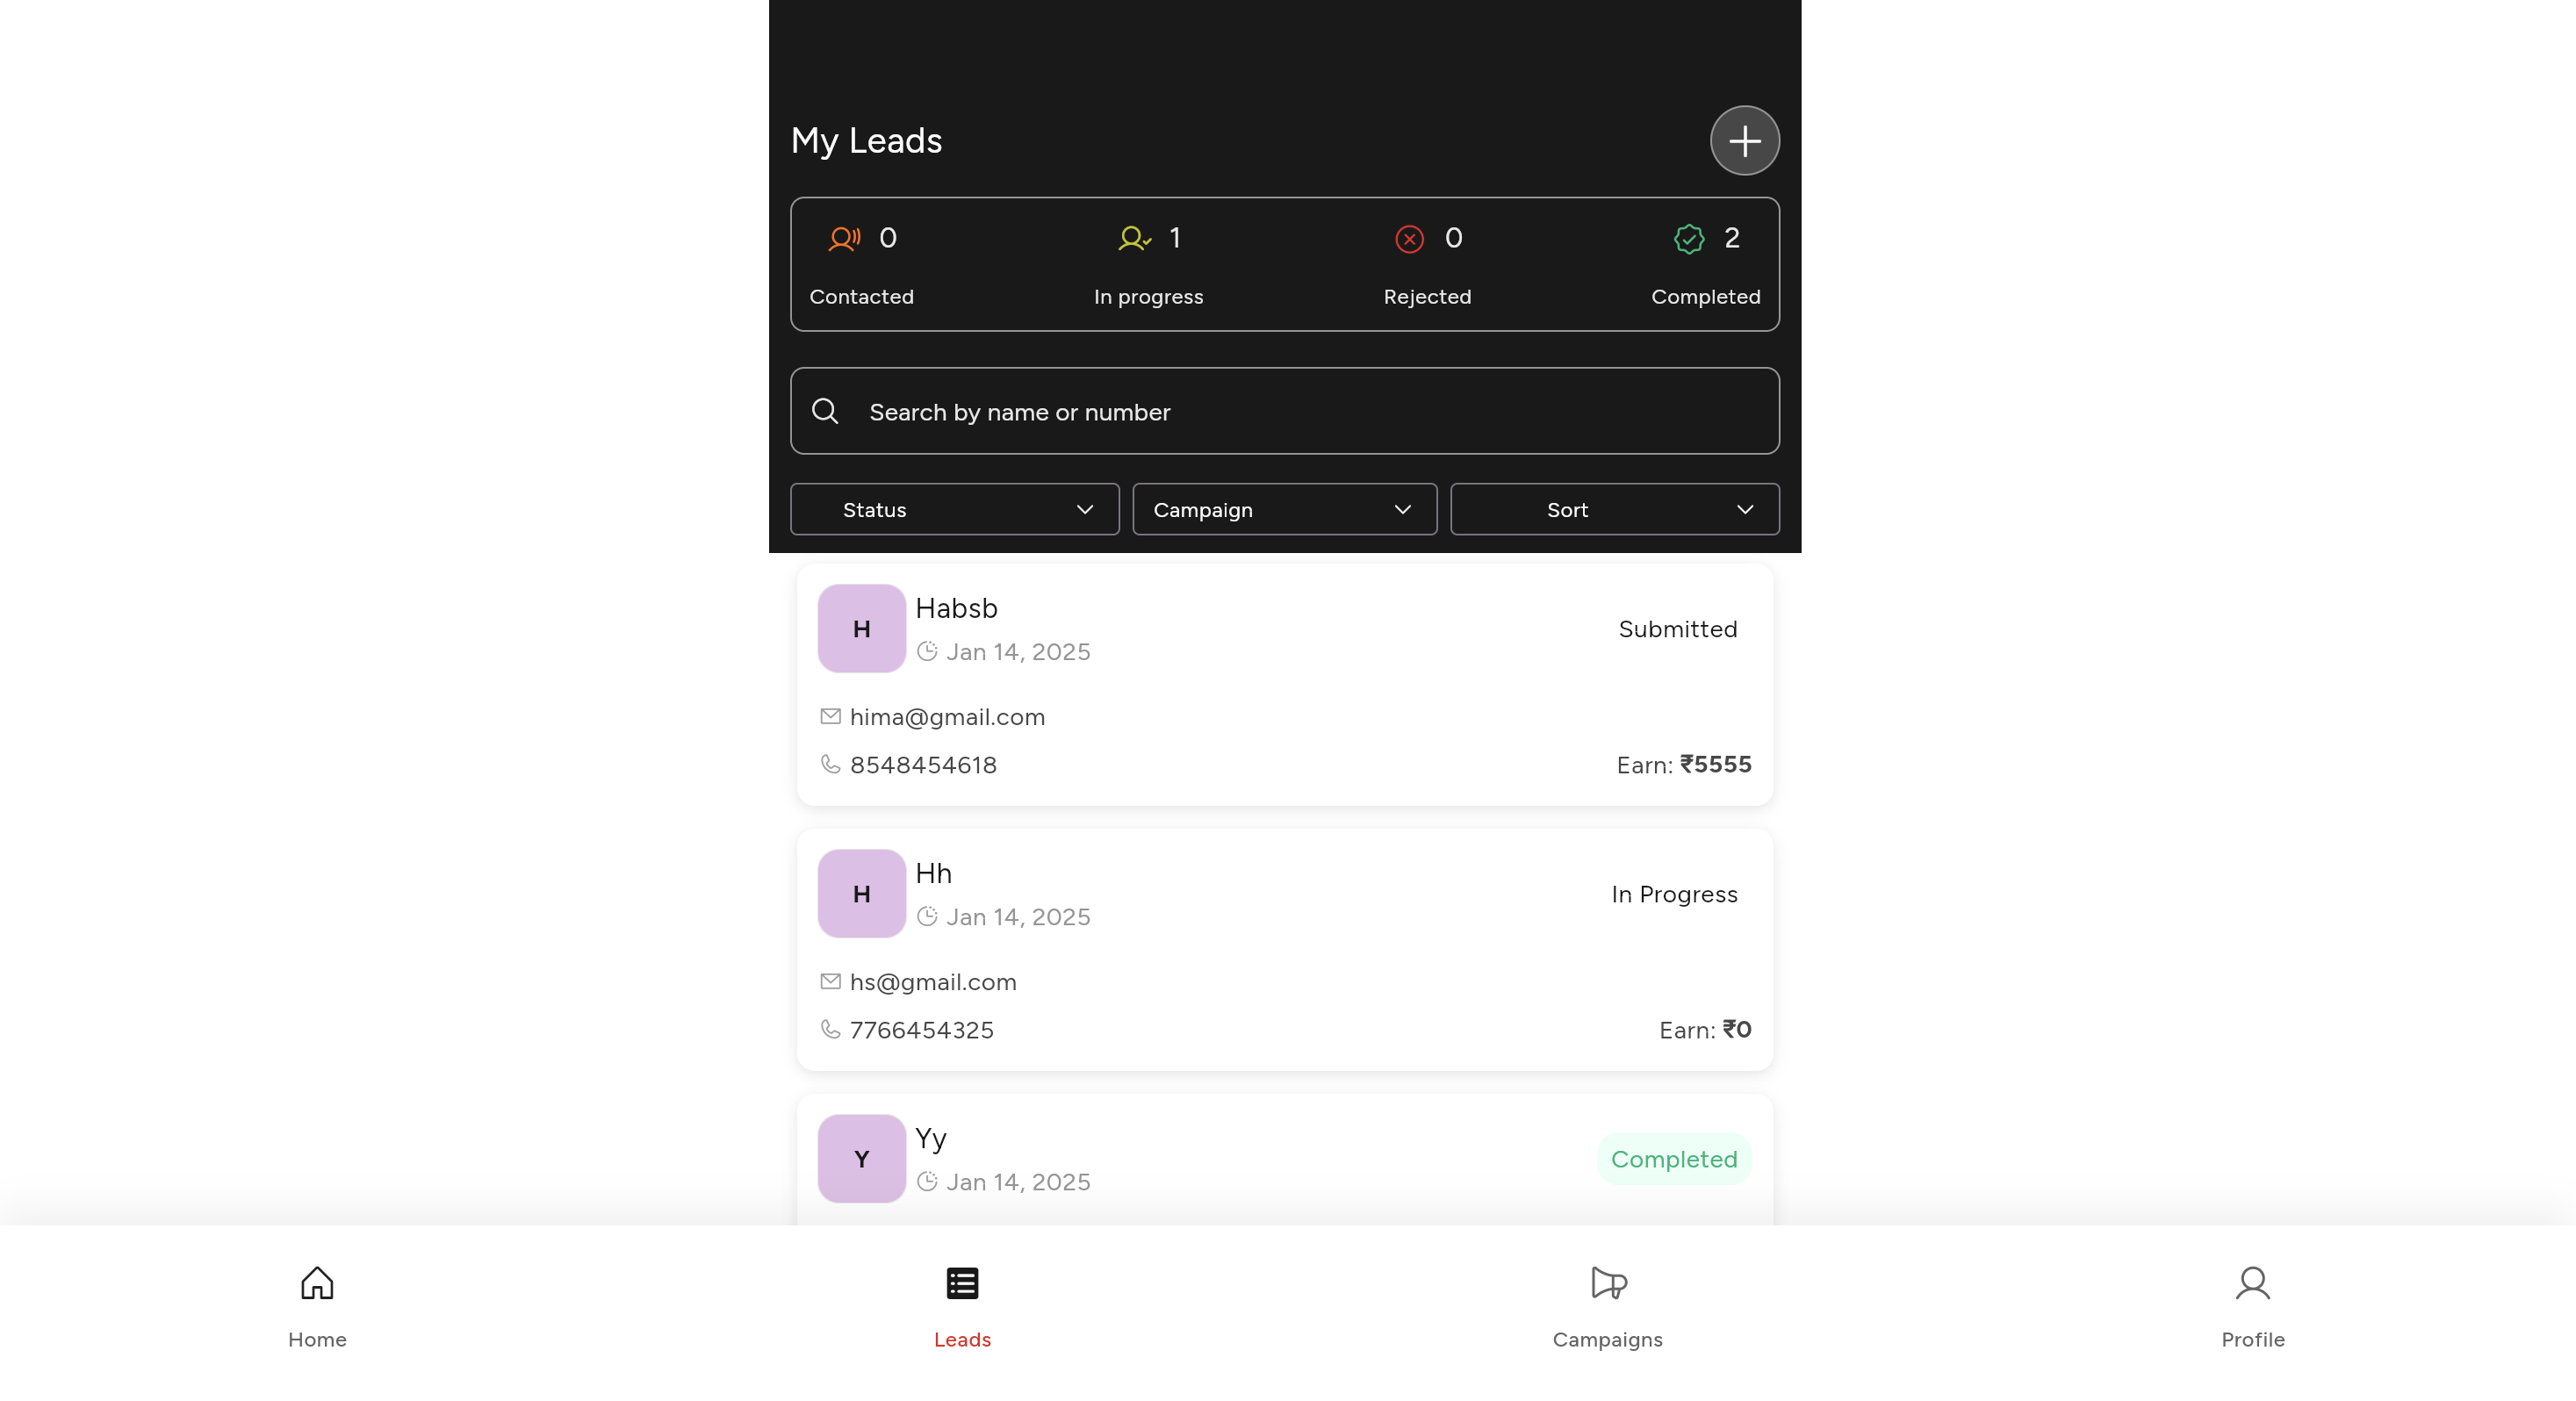 My Leads
0 1 0 2
Contacted In progress Rejected Completed
Search by name or number
Status Campaign Sort
H Habsb Submitted
Jan 14, 2025
hima@gmail.com
8548454618 Earn: ₹5555
H Hh In Progress
Jan 14, 2025
hs@gmail.com
7766454325 Earn: ₹0
Y Yy Completed
Jan 14, 2025
Home Leads Campaigns Profile